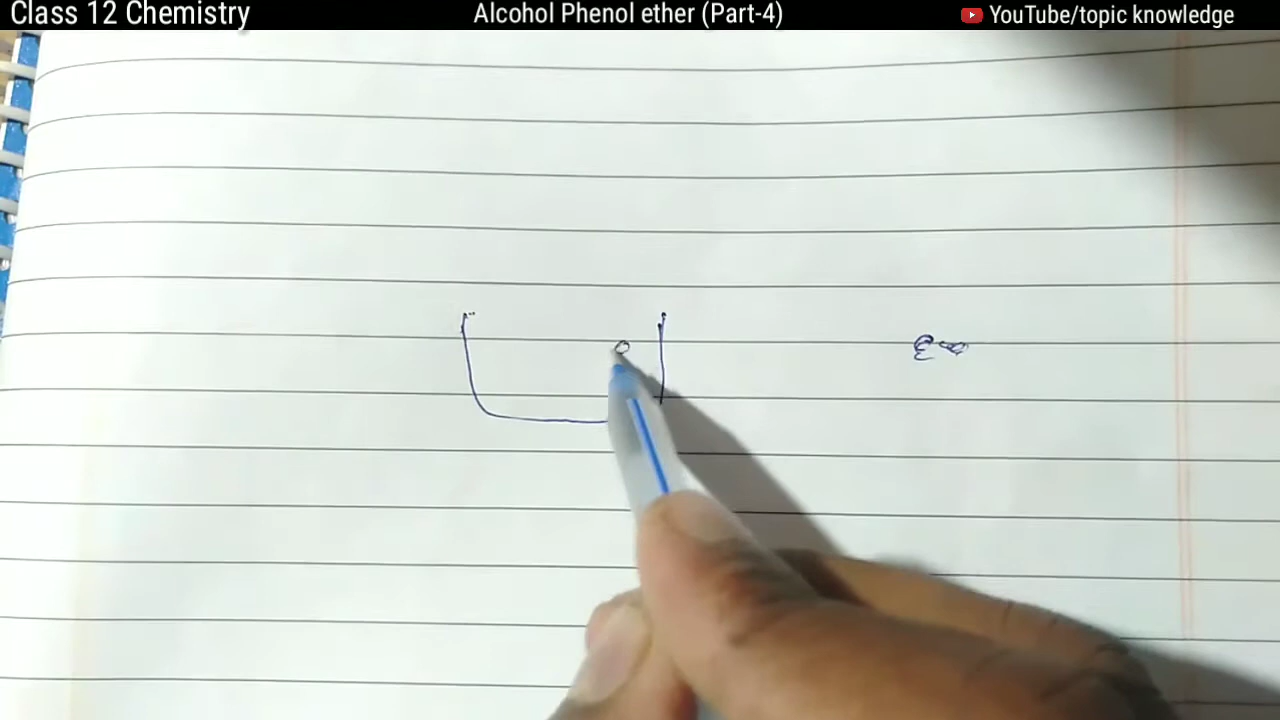 Class 12 Chemistry
Alcohol Phenol ether (Part-4)
YouTube/topic knowledge